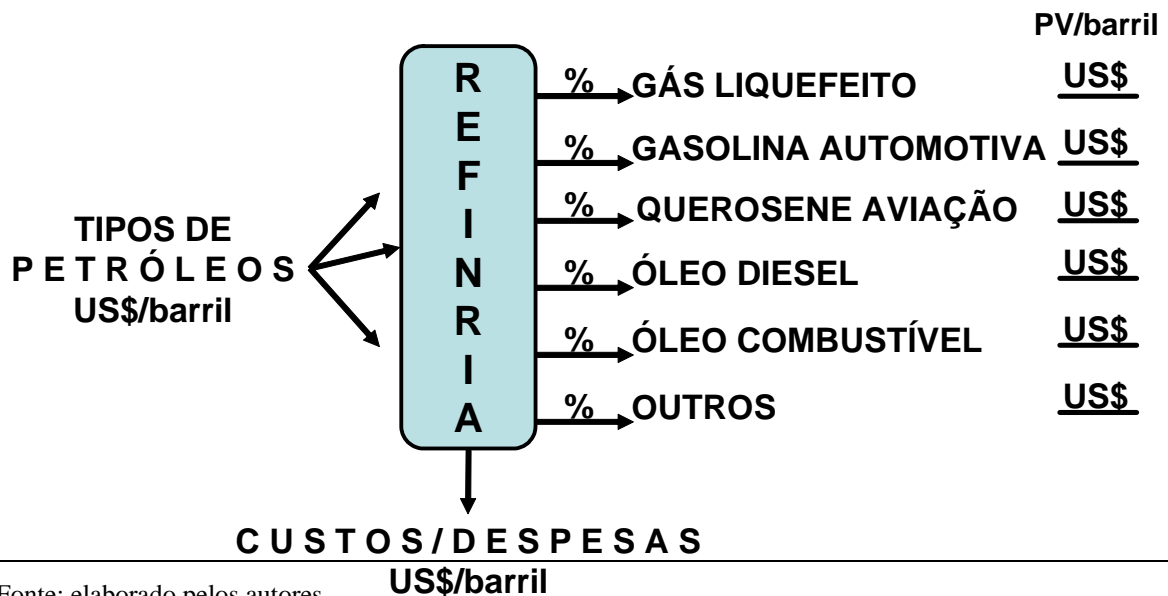 PV/barril
R
E
F
I
N
R
I
A
% GÁS LIQUEFEITO US$
% GASOLINA AUTOMOTIVA US$
% QUEROSENE AVIAÇÃO US$
% ÓLEO DIESEL US$
% ÓLEO COMBUSTÍVEL US$
% OUTROS US$
TIPOS DE
P E T R Ó L E O S
US$/barril
C U S T O S / D E S P E S A S
US$/barril
Fonte: elaborado pelos autores